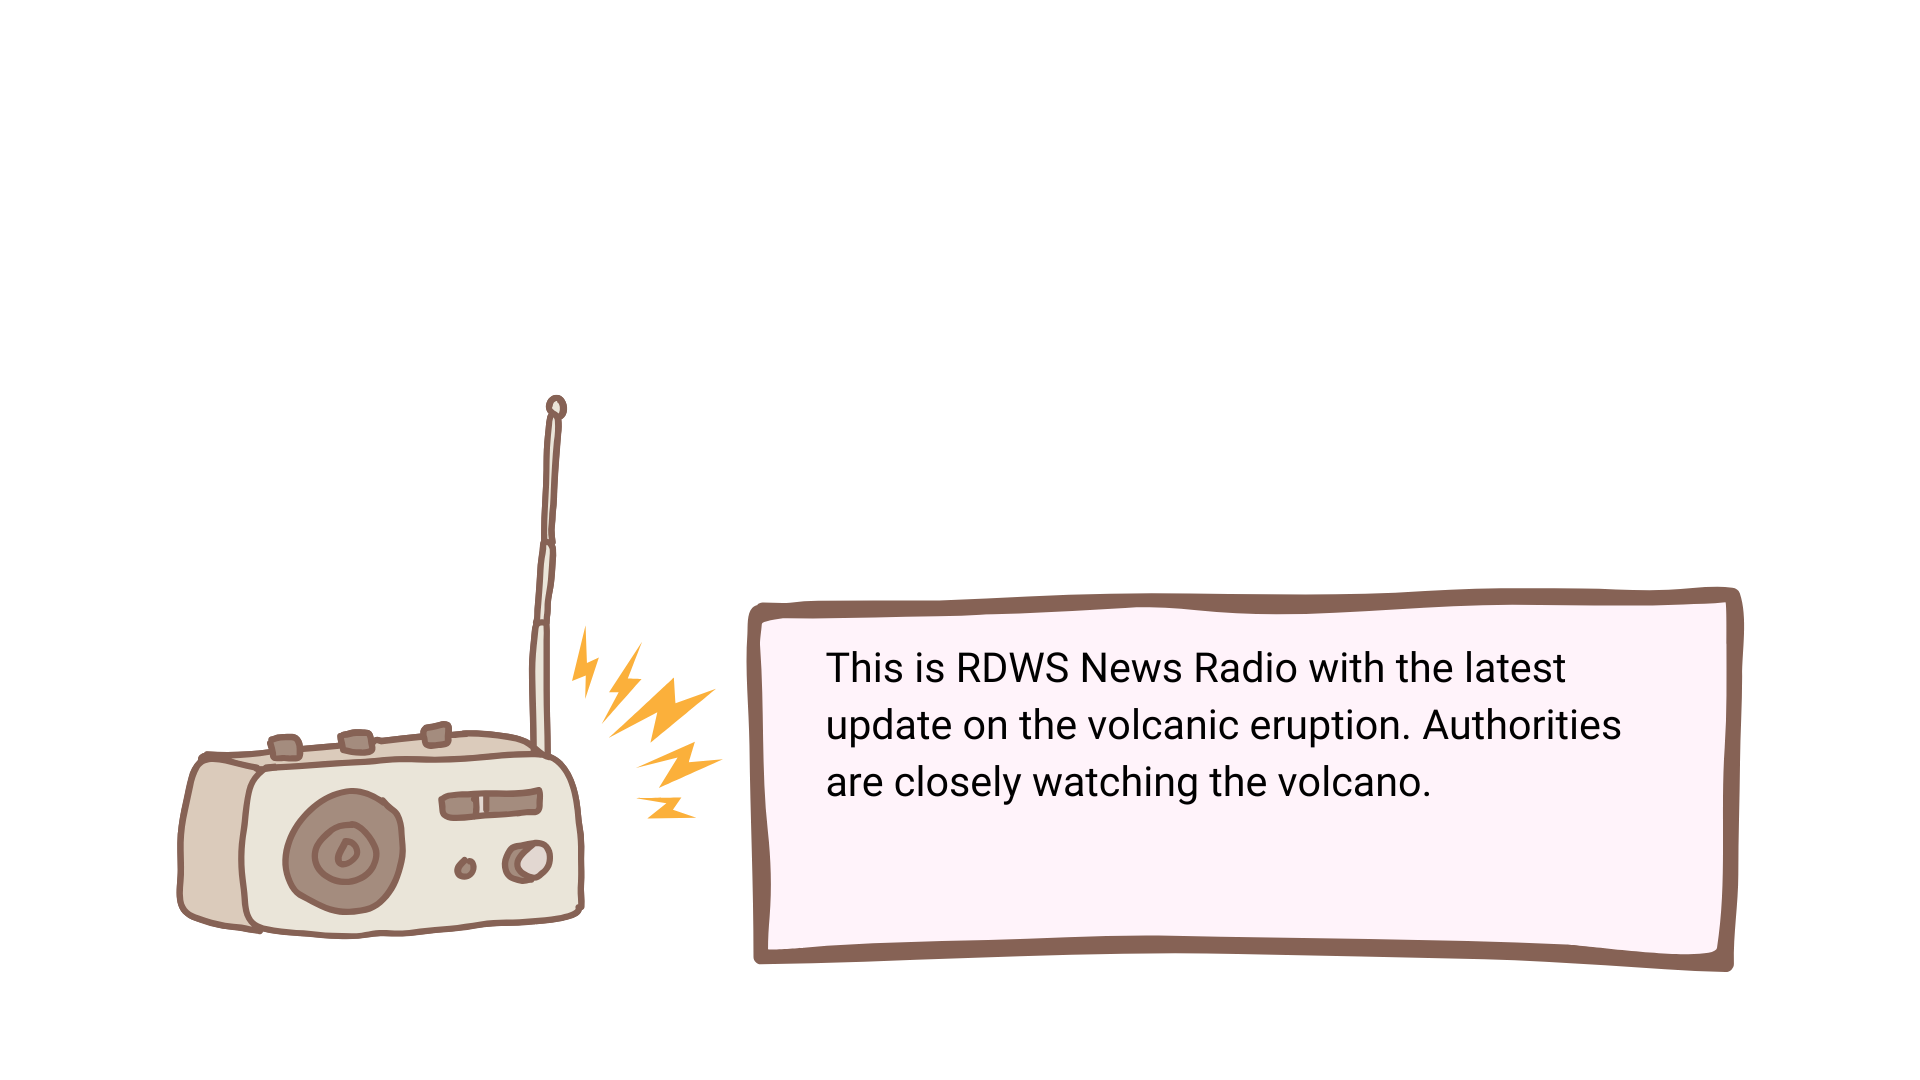 This is RDWS News Radio with the latest
update on the volcanic eruption. Authorities
are closely watching the volcano.